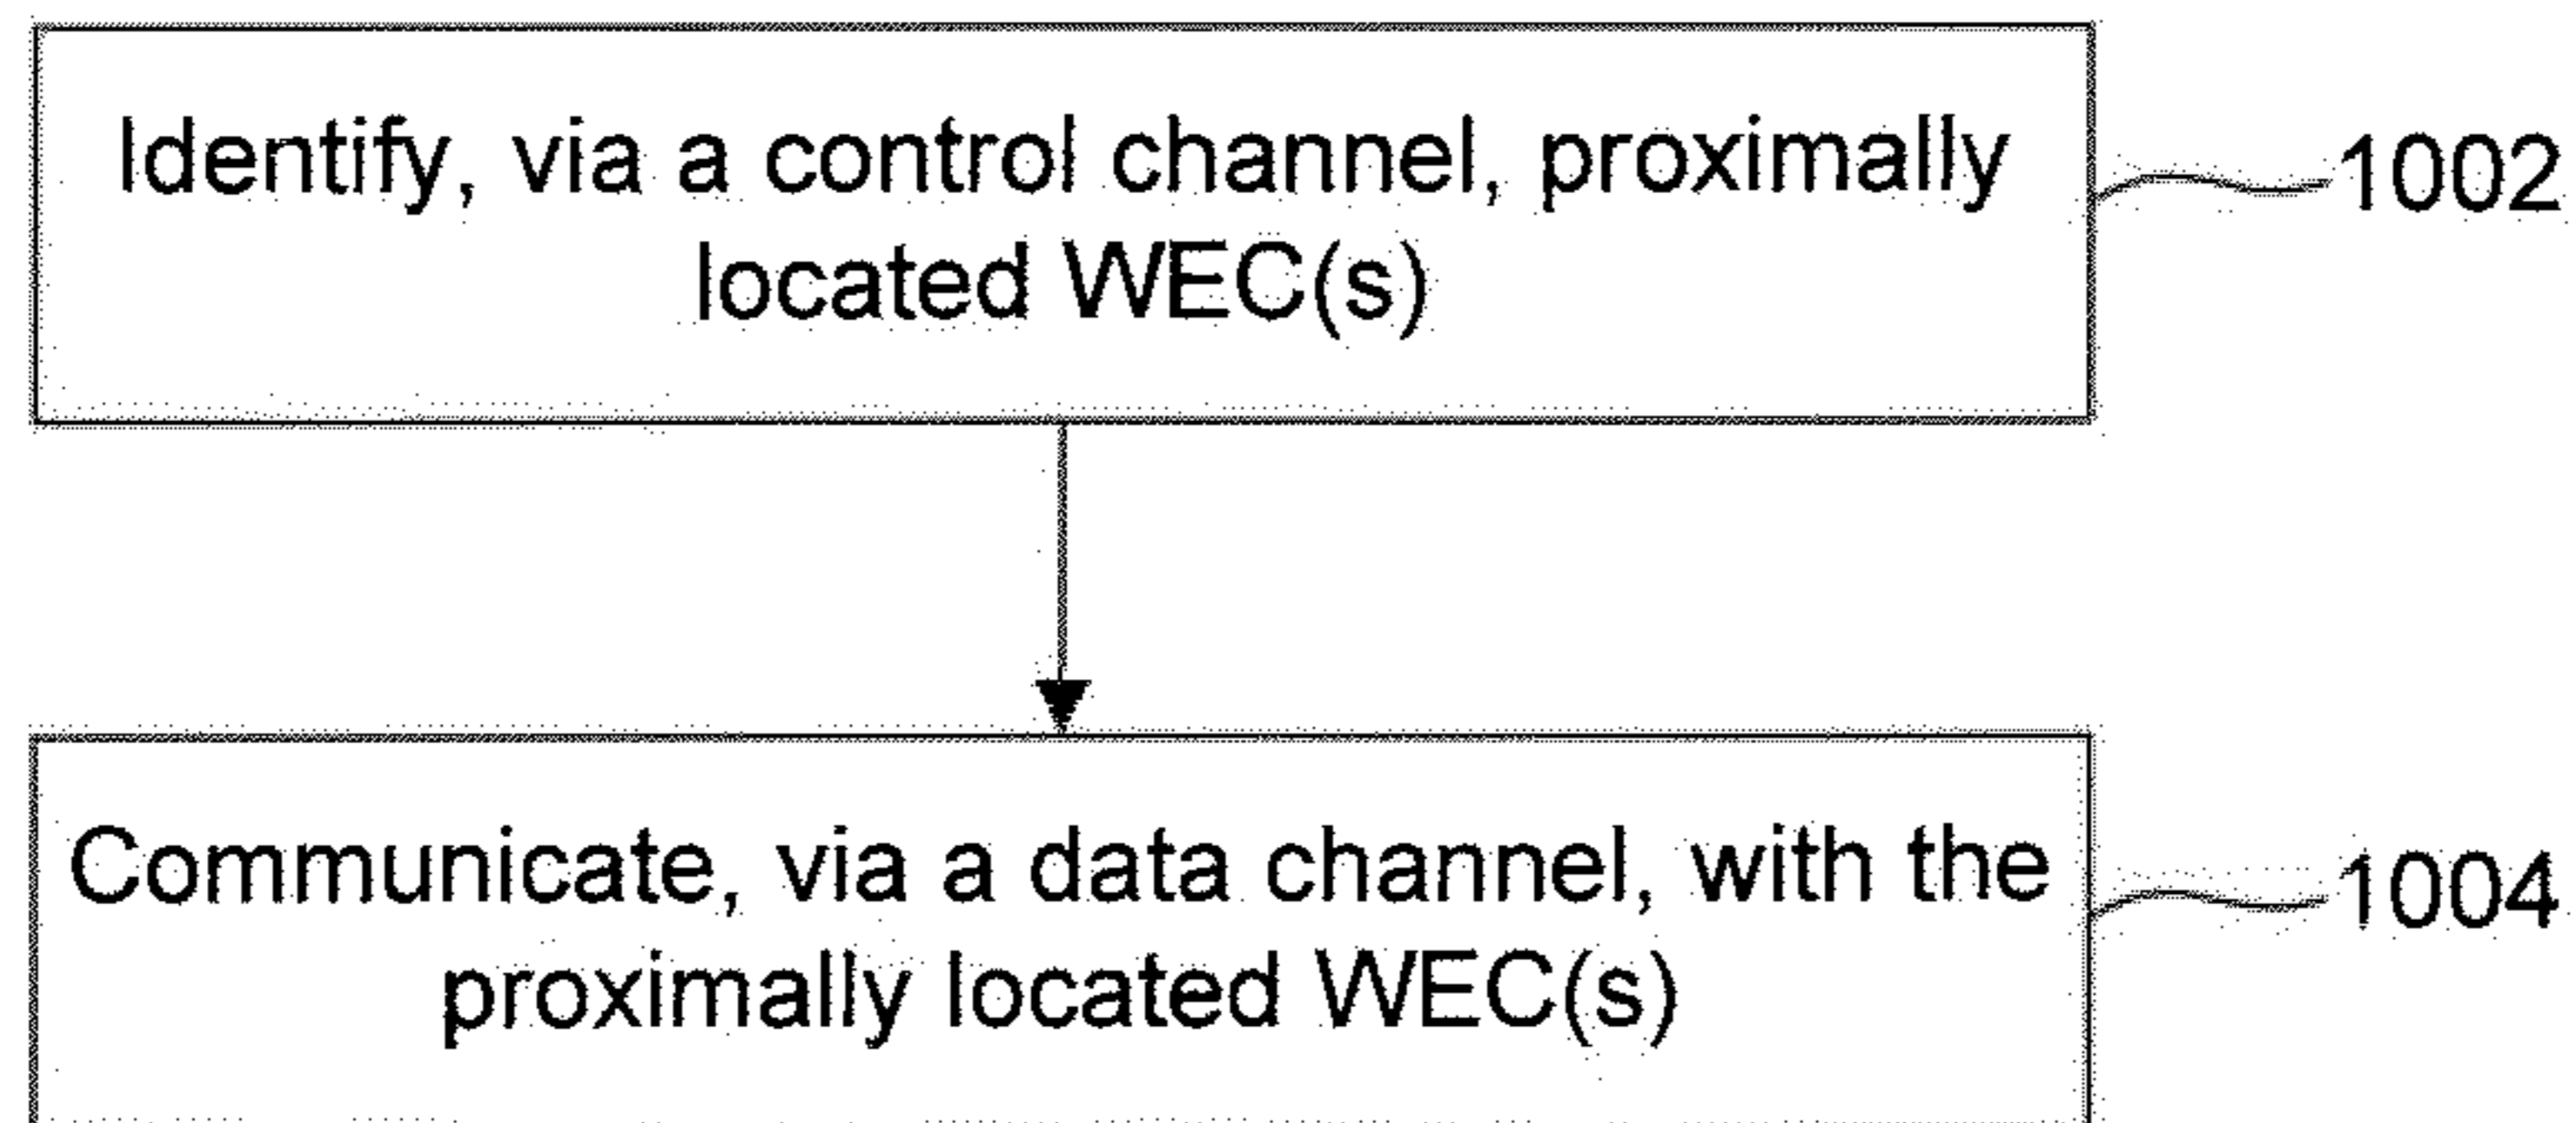 Identify, via a control channel, proximally
located WEC(s)
1002
Communicate, via a data channel, with the
proximally located WEC(s)
1004